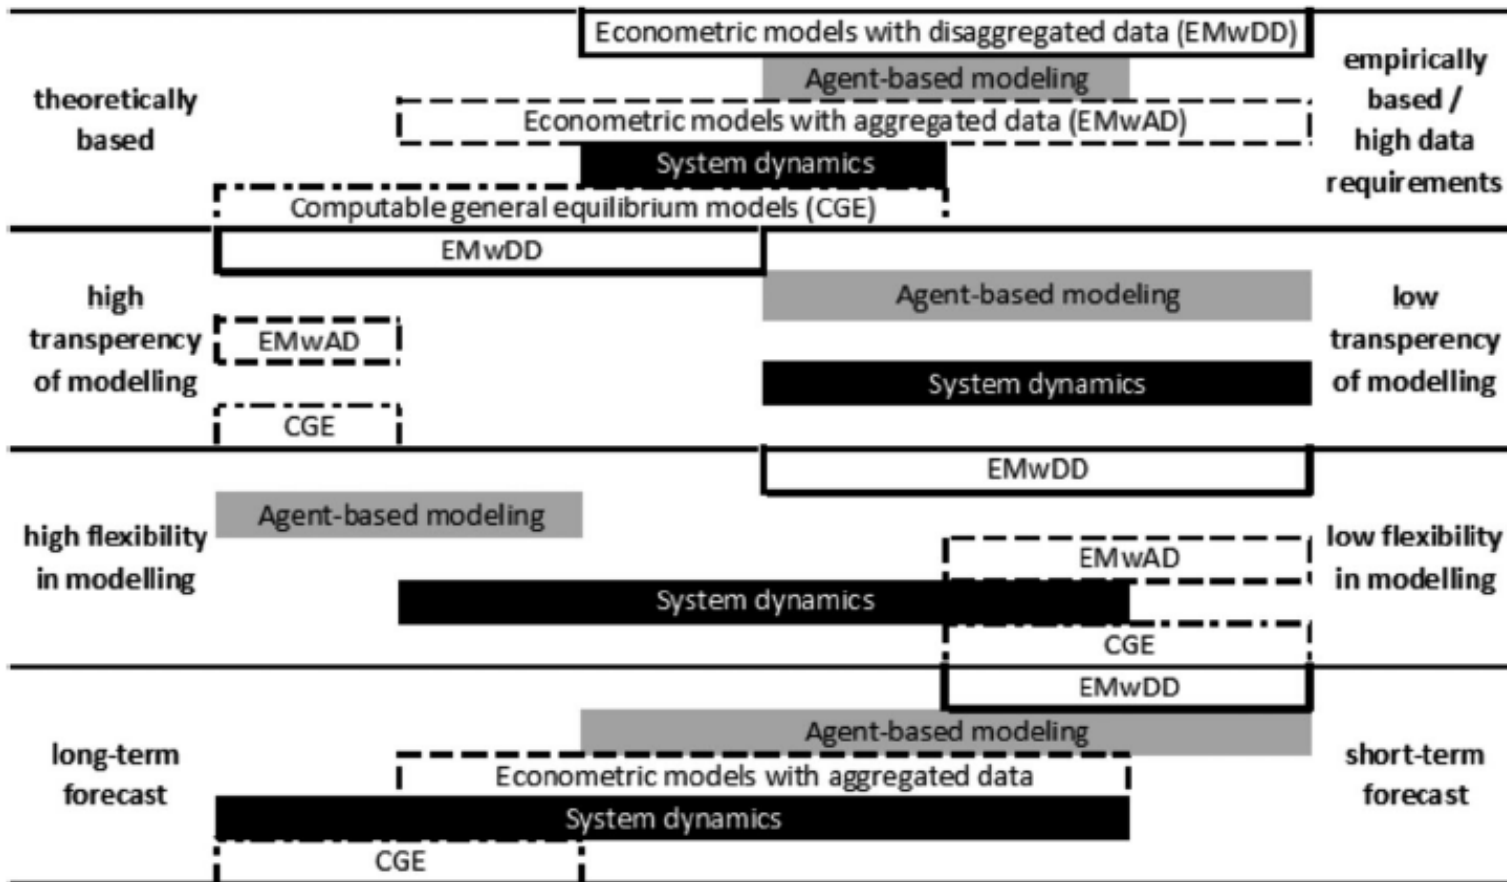 Econometric models with disaggregated data (EMwDD)
Agent-based modeling
Econometric models with aggregated data (EMwAD)
System dynamics
Computable general equilibrium models (CGE)
theoretically
based
empirically
based /
high data
requirements
EMwDD
Agent-based modeling
EMwAD
System dynamics
CGE
high
transperency
of modelling
low
transperency
of modelling
EMwDD
Agent-based modeling
EMwAD
System dynamics
CGE
high flexibility
in modelling
low flexibility
in modelling
EMwDD
Agent-based modeling
Econometric models with aggregated data
System dynamics
CGE
long-term
forecast
short-term
forecast